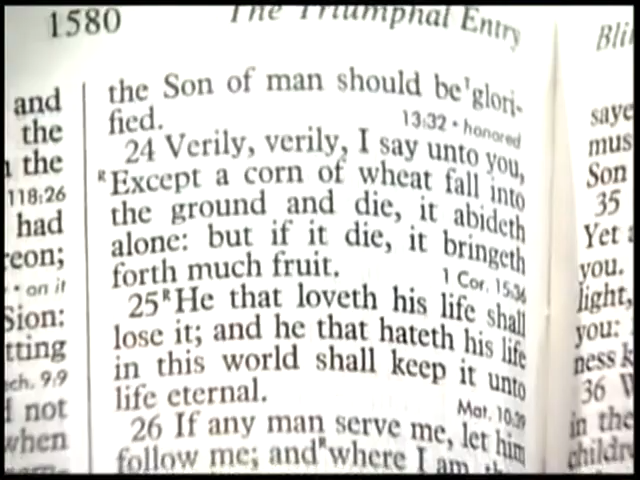 1580
The Triumphal Entry
and
the
the
118:26
had
eon;
• on it
Sion:
tting
ch. 9:9
not
when
the Son of man should be ¹glori-
fied.
13:32 • honored
24 Verily, verily, I say unto you,
ᴿExcept a corn of wheat fall into
the ground and die, it abideth
alone: but if it die, it bringeth
forth much fruit.
1 Cor. 15:36
25 ᴿHe that loveth his life shall
lose it; and he that hateth his life
in this world shall keep it unto
life eternal.
Mat. 10:39
26 If any man serve me, let him
follow me; and ᴿwhere I am,
Bli
saye
mus
Son
35
Yet
you.
light,
you:
ness k
36
in the
childr